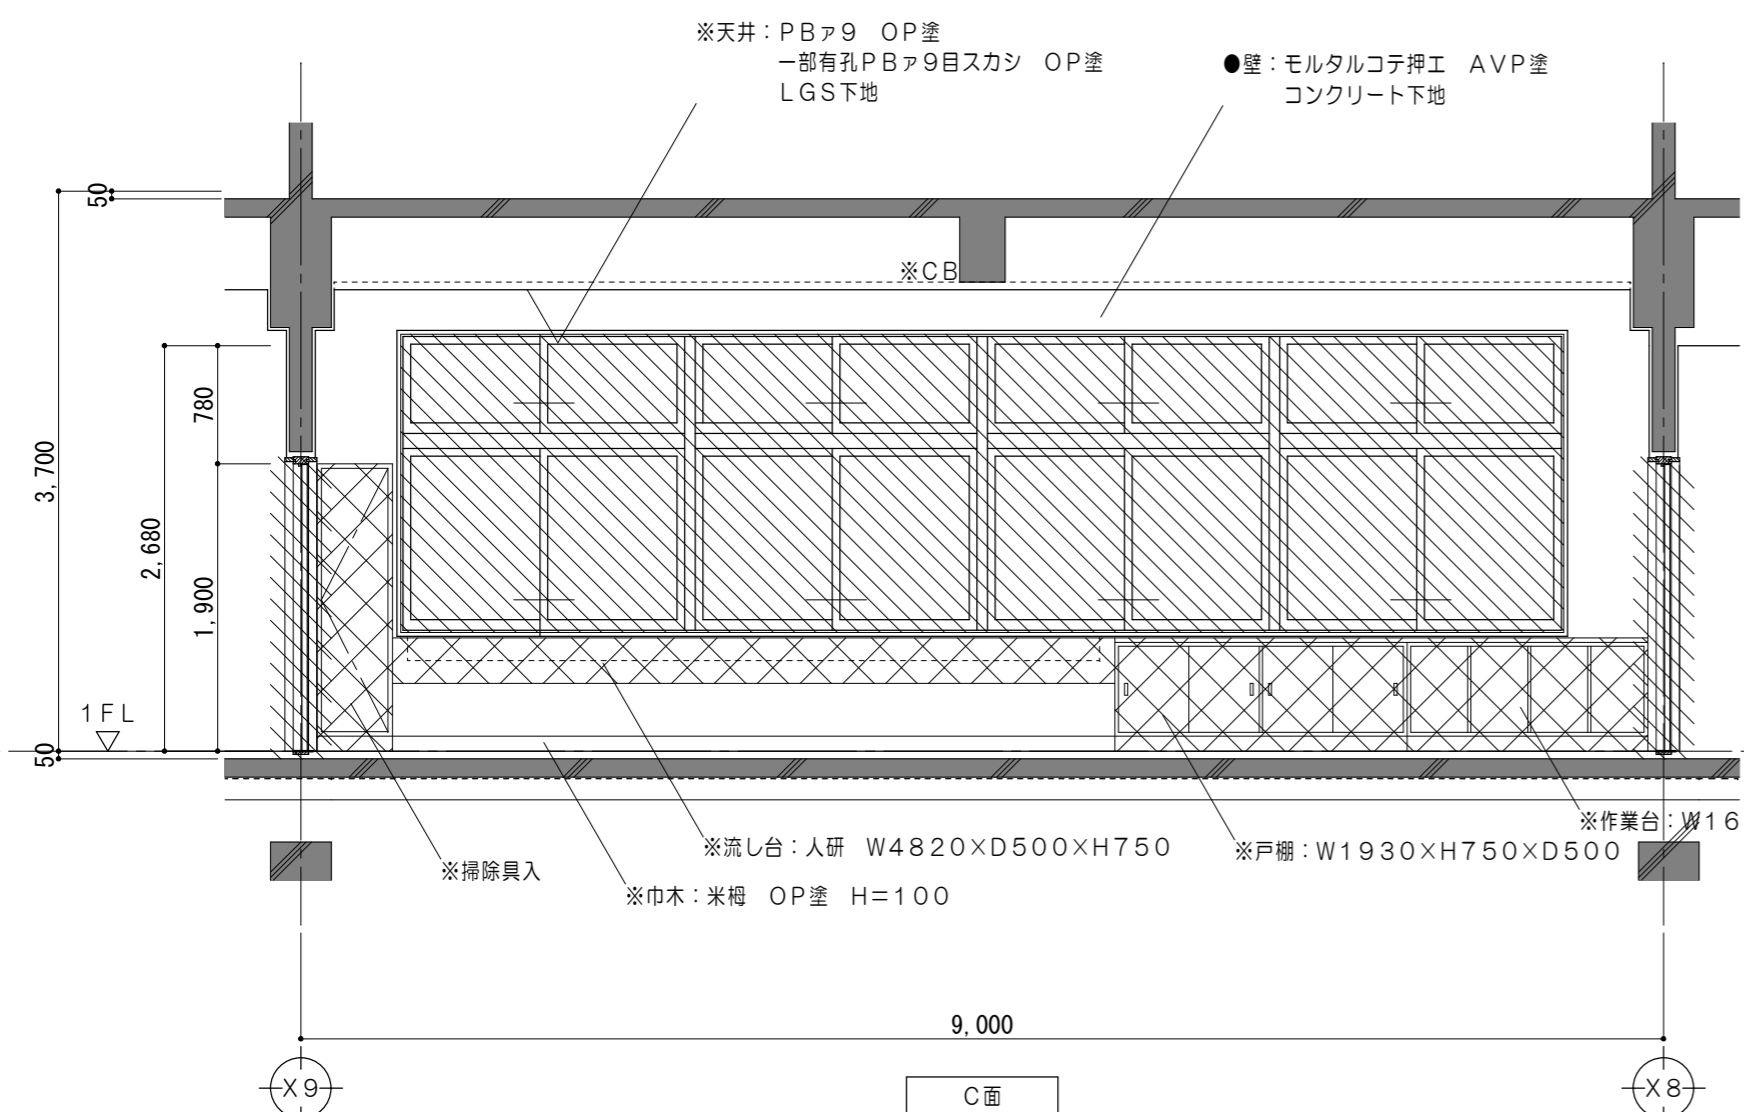 ※天井：ＰＢァ９　ＯＰ塗
一部有孔ＰＢァ９目スカシ　ＯＰ塗
ＬＧＳ下地
●壁：モルタルコテ押エ　ＡＶＰ塗
コンクリート下地
50
※ＣＢ
780
3,700
2,680
1,900
１ＦＬ
50
※作業台：Ｗ１６
※流し台：人研　Ｗ４８２０×Ｄ５００×Ｈ７５０
※戸棚：Ｗ１９３０×Ｈ７５０×Ｄ５００
※掃除具入
※巾木：米栂　ＯＰ塗　Ｈ＝１００
9,000
Ｘ９
Ｃ面
Ｘ８